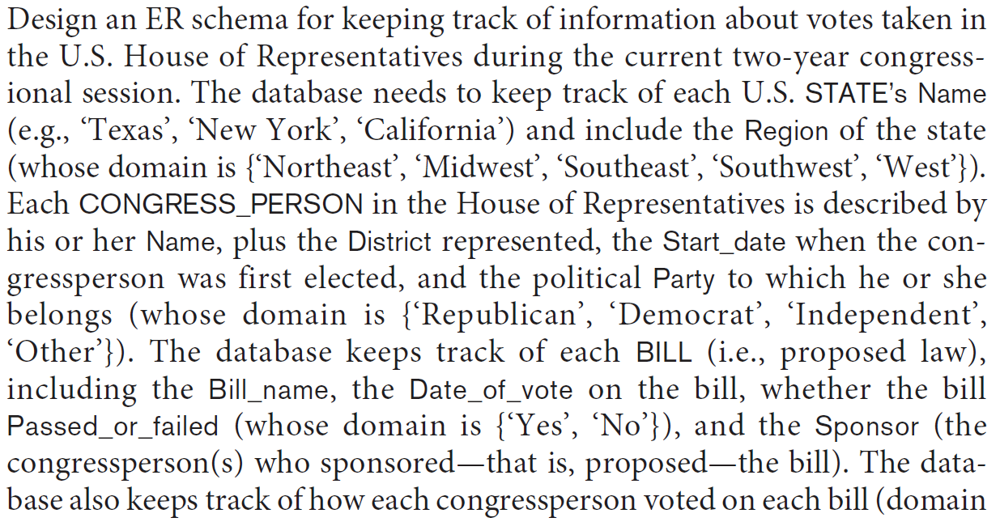 Design an ER schema for keeping track of information about votes taken in
the U.S. House of Representatives during the current two-year congress-
ional session. The database needs to keep track of each U.S. STATE’s Name
(e.g., ‘Texas’, ‘New York’, ‘California’) and include the Region of the state
(whose domain is {‘Northeast’, ‘Midwest’, ‘Southeast’, ‘Southwest’, ‘West’}).
Each CONGRESS_PERSON in the House of Representatives is described by
his or her Name, plus the District represented, the Start_date when the con-
gressperson was first elected, and the political Party to which he or she
belongs (whose domain is {‘Republican’, ‘Democrat’, ‘Independent’,
‘Other’}). The database keeps track of each BILL (i.e., proposed law),
including the Bill_name, the Date_of_vote on the bill, whether the bill
Passed_or_failed (whose domain is {‘Yes’, ‘No’}), and the Sponsor (the
congressperson(s) who sponsored—that is, proposed—the bill). The data-
base also keeps track of how each congressperson voted on each bill (domain